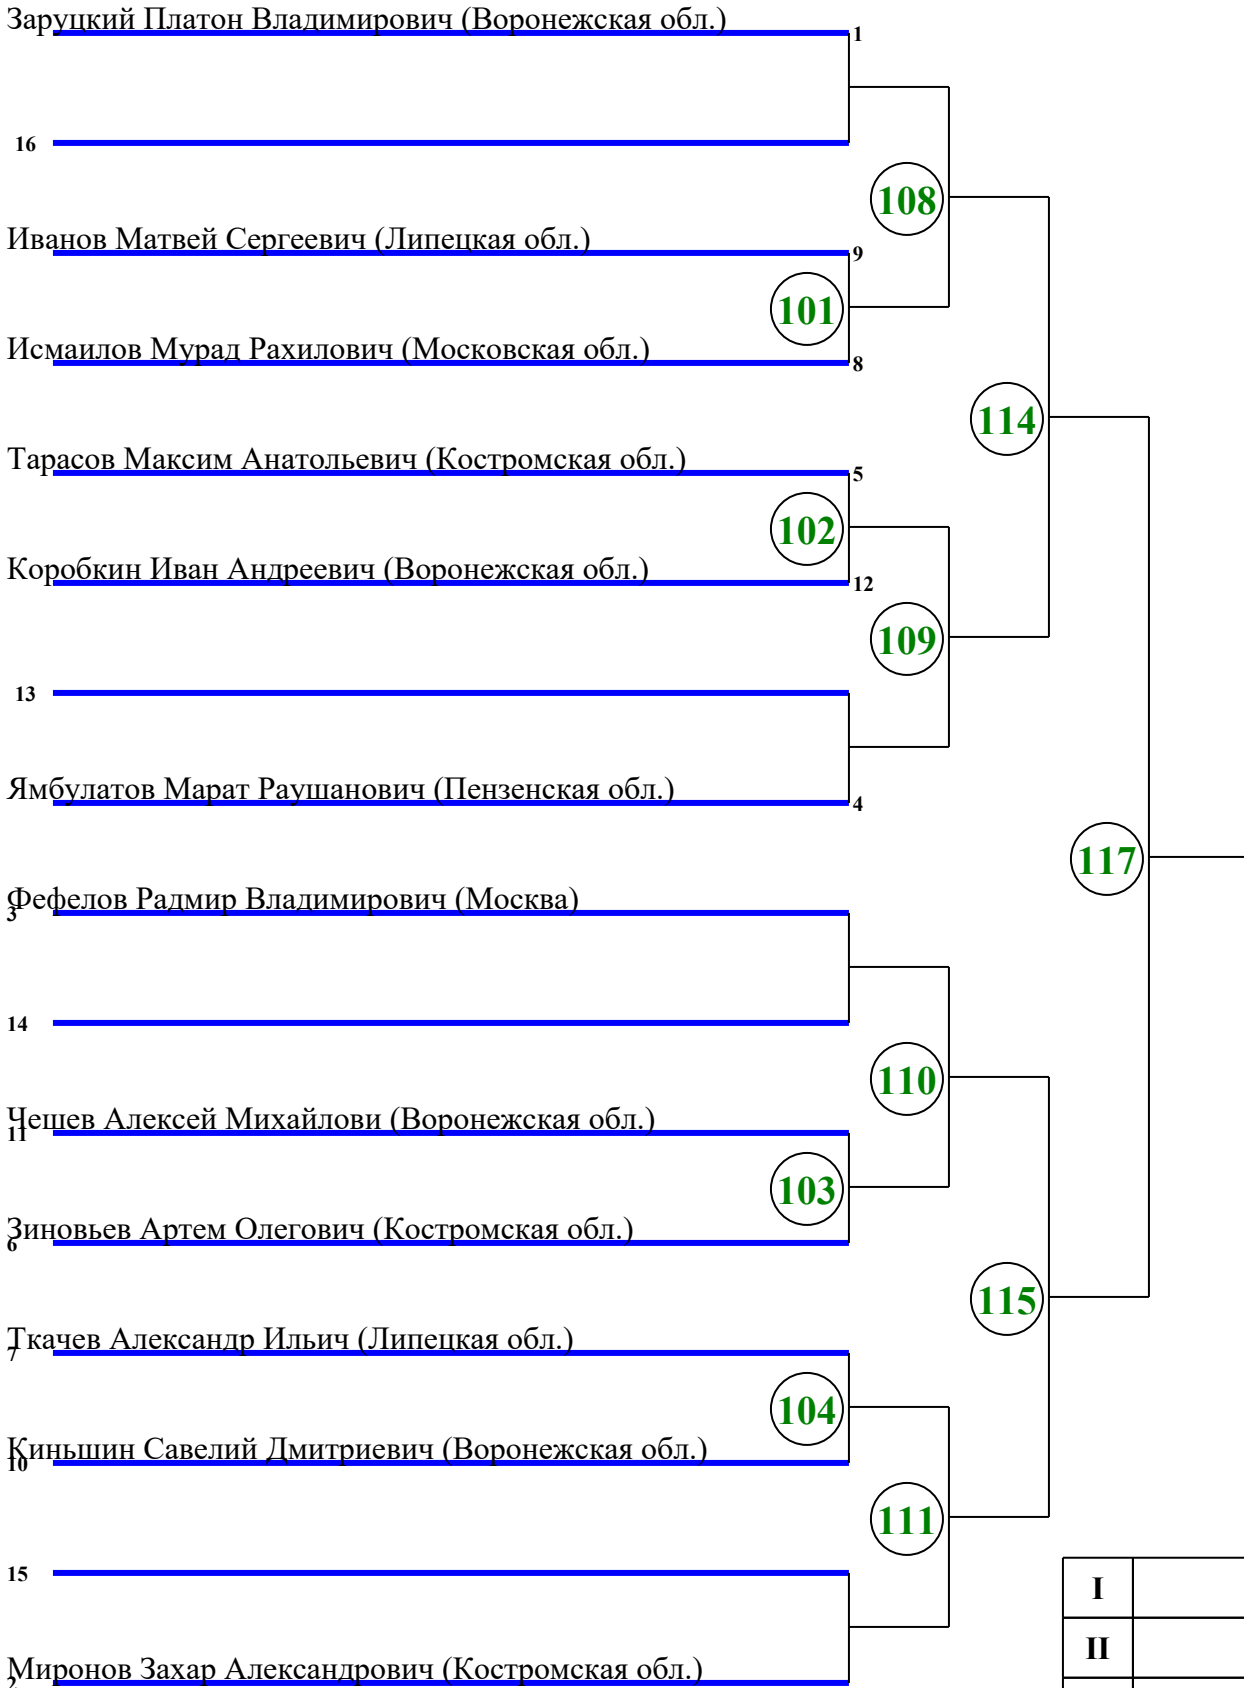 Заруцкий Платон Владимирович (Воронежская обл.)
1
16
108
Иванов Матвей Сергеевич (Липецкая обл.)
9
101
Исмаилов Мурад Рахилович (Московская обл.)
8
114
Тарасов Максим Анатольевич (Костромская обл.)
5
102
Коробкин Иван Андреевич (Воронежская обл.)
12
109
13
Ямбулатов Марат Раушанович (Пензенская обл.)
4
117
Фефелов Радмир Владимирович (Москва)
3
14
110
Чешев Алексей Михайлови (Воронежская обл.)
11
103
Зиновьев Артем Олегович (Костромская обл.)
6
115
Ткачев Александр Ильич (Липецкая обл.)
7
104
Киньшин Савелий Дмитриевич (Воронежская обл.)
10
111
15
I
II
Миронов Захар Александрович (Костромская обл.)
2